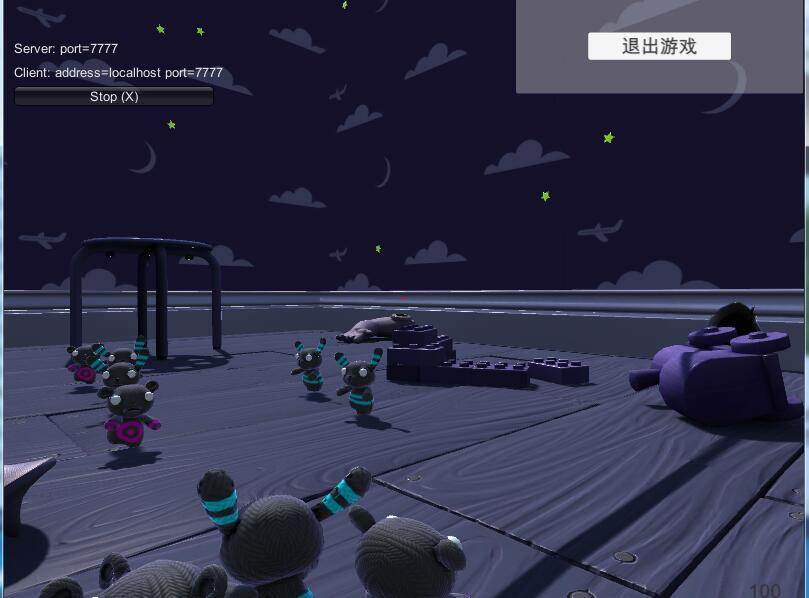 Server: port=7777
退出游戏
Client: address=localhost port=7777
Stop (X)
100